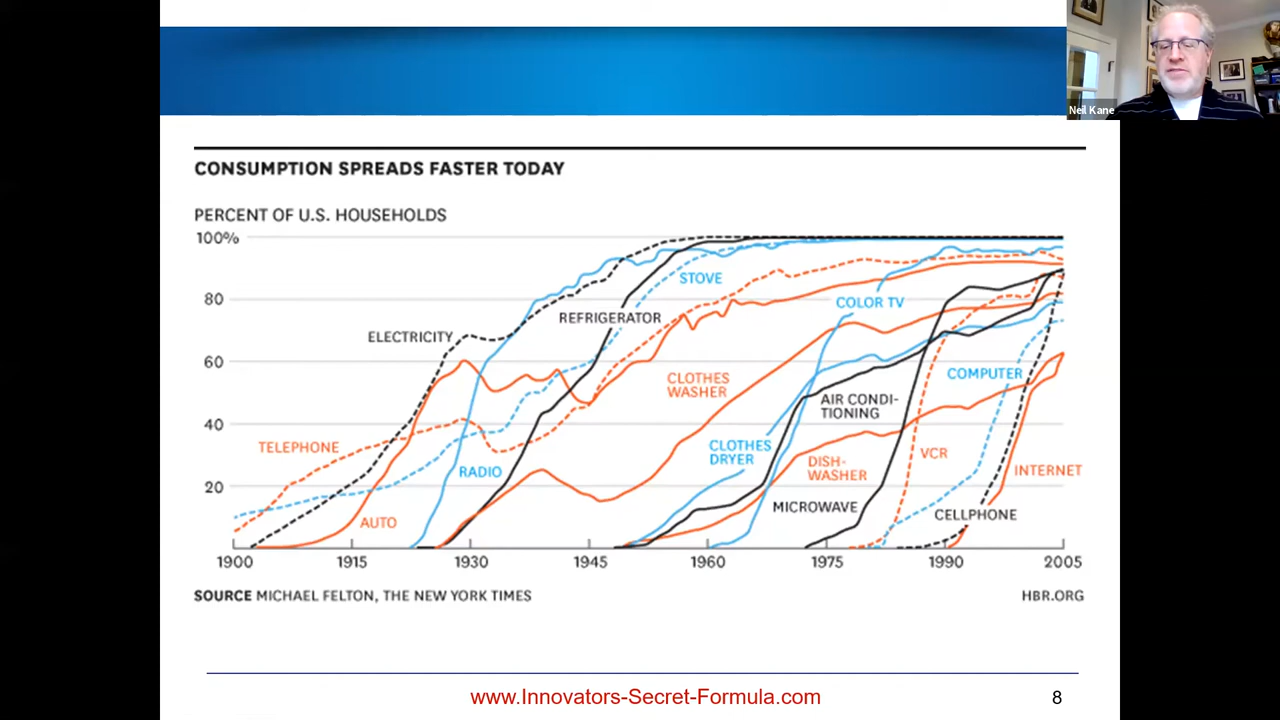 Neil Kane
CONSUMPTION SPREADS FASTER TODAY
PERCENT OF U.S. HOUSEHOLDS
100%
80
60
40
20
STOVE
COLOR TV
REFRIGERATOR
ELECTRICITY
CLOTHES
WASHER
COMPUTER
AIR CONDI-
TIONING
TELEPHONE
CLOTHES
DRYER
DISH-
WASHER
VCR
RADIO
INTERNET
MICROWAVE
CELLPHONE
AUTO
1900 1915 1930 1945 1960 1975 1990 2005
SOURCE MICHAEL FELTON, THE NEW YORK TIMES
HBR.ORG
www.Innovators-Secret-Formula.com
8